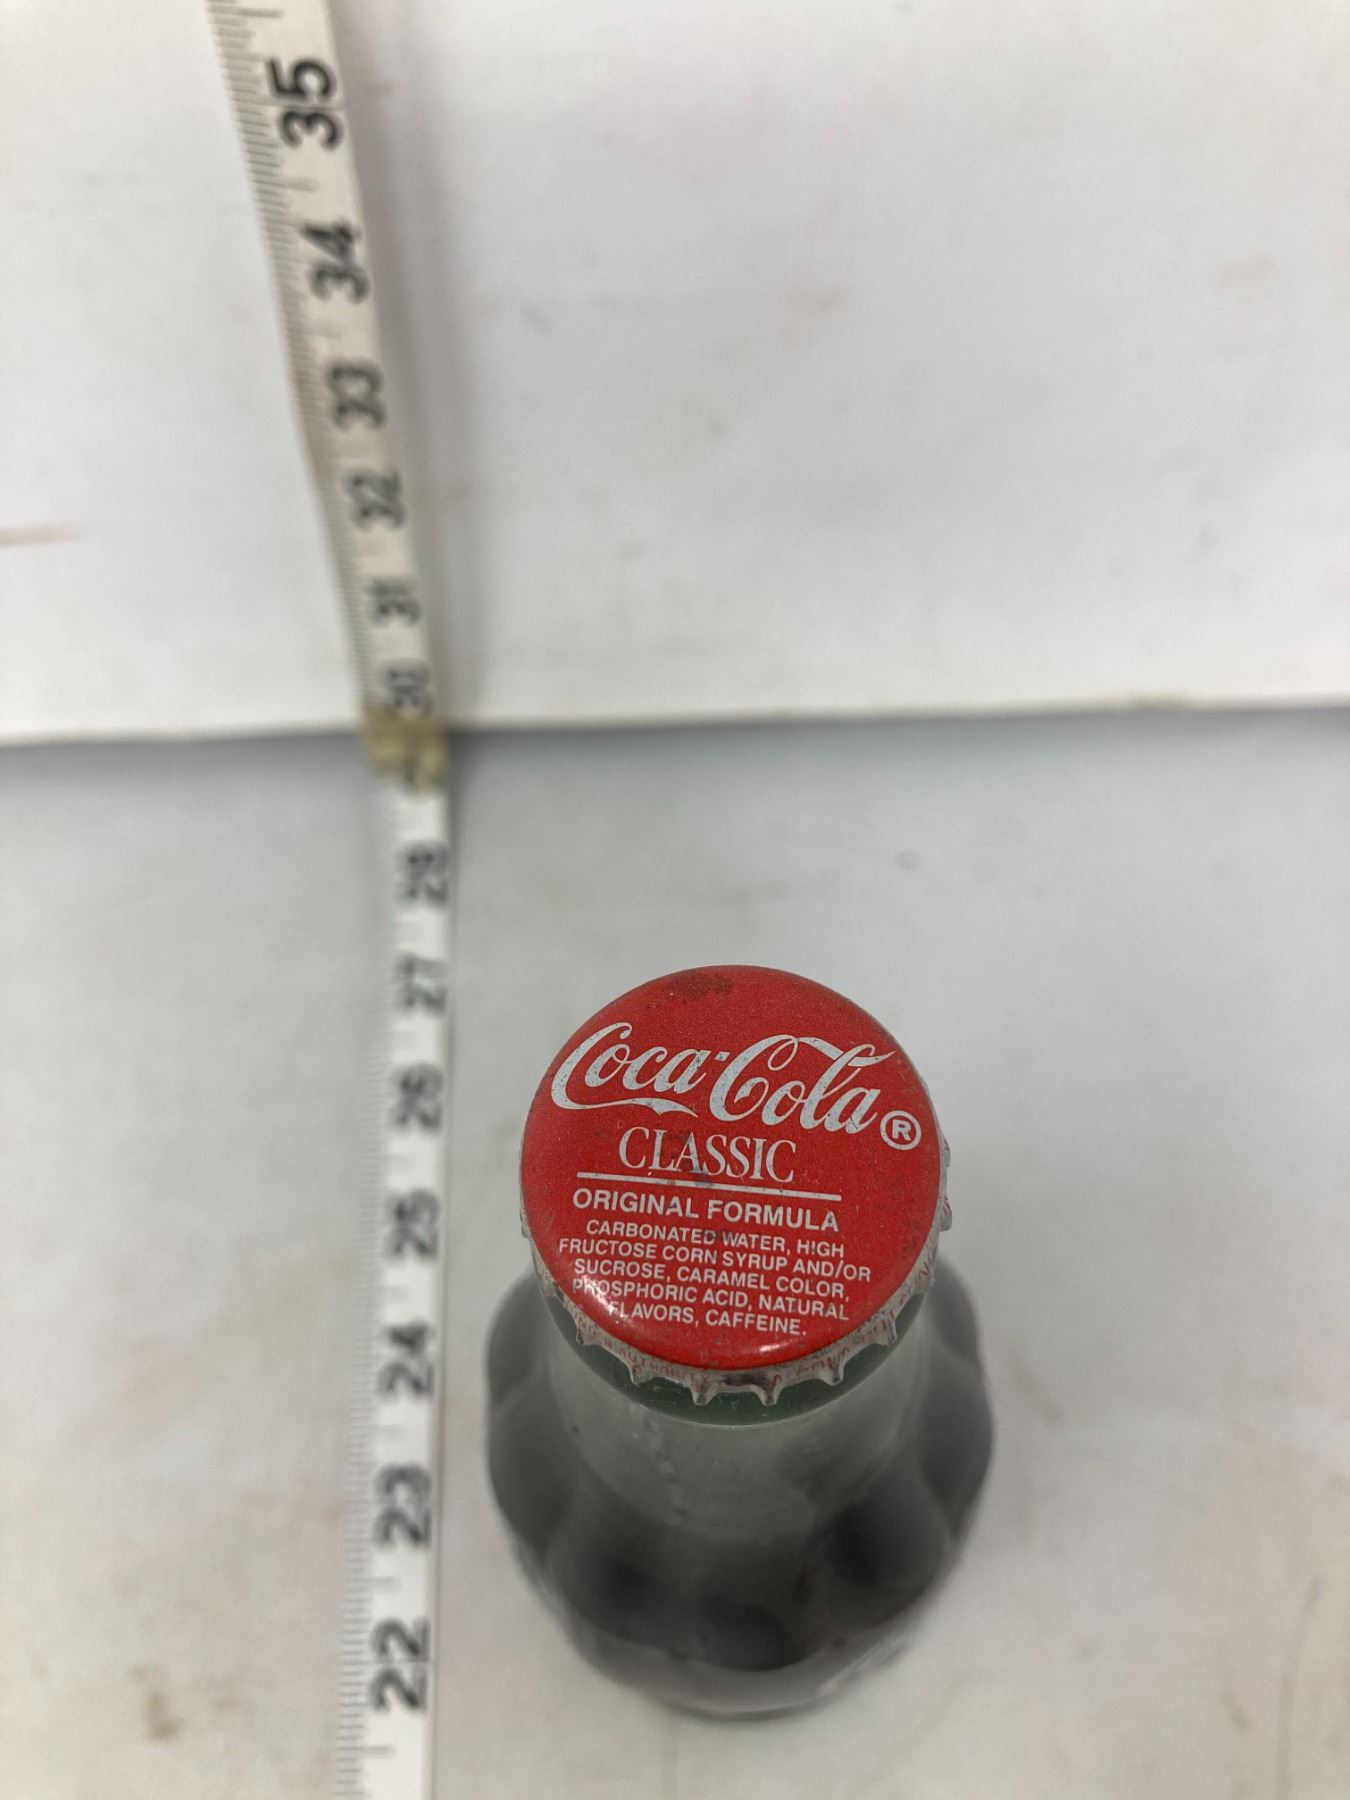 35
34
33
32
31
30
28
27
26
25
24
23
22
Coca-Cola ®
CLASSIC
ORIGINAL FORMULA
CARBONATED WATER, HIGH
FRUCTOSE CORN SYRUP AND/OR
SUCROSE, CARAMEL COLOR,
PHOSPHORIC ACID, NATURAL
FLAVORS, CAFFEINE.
AUTHORITY